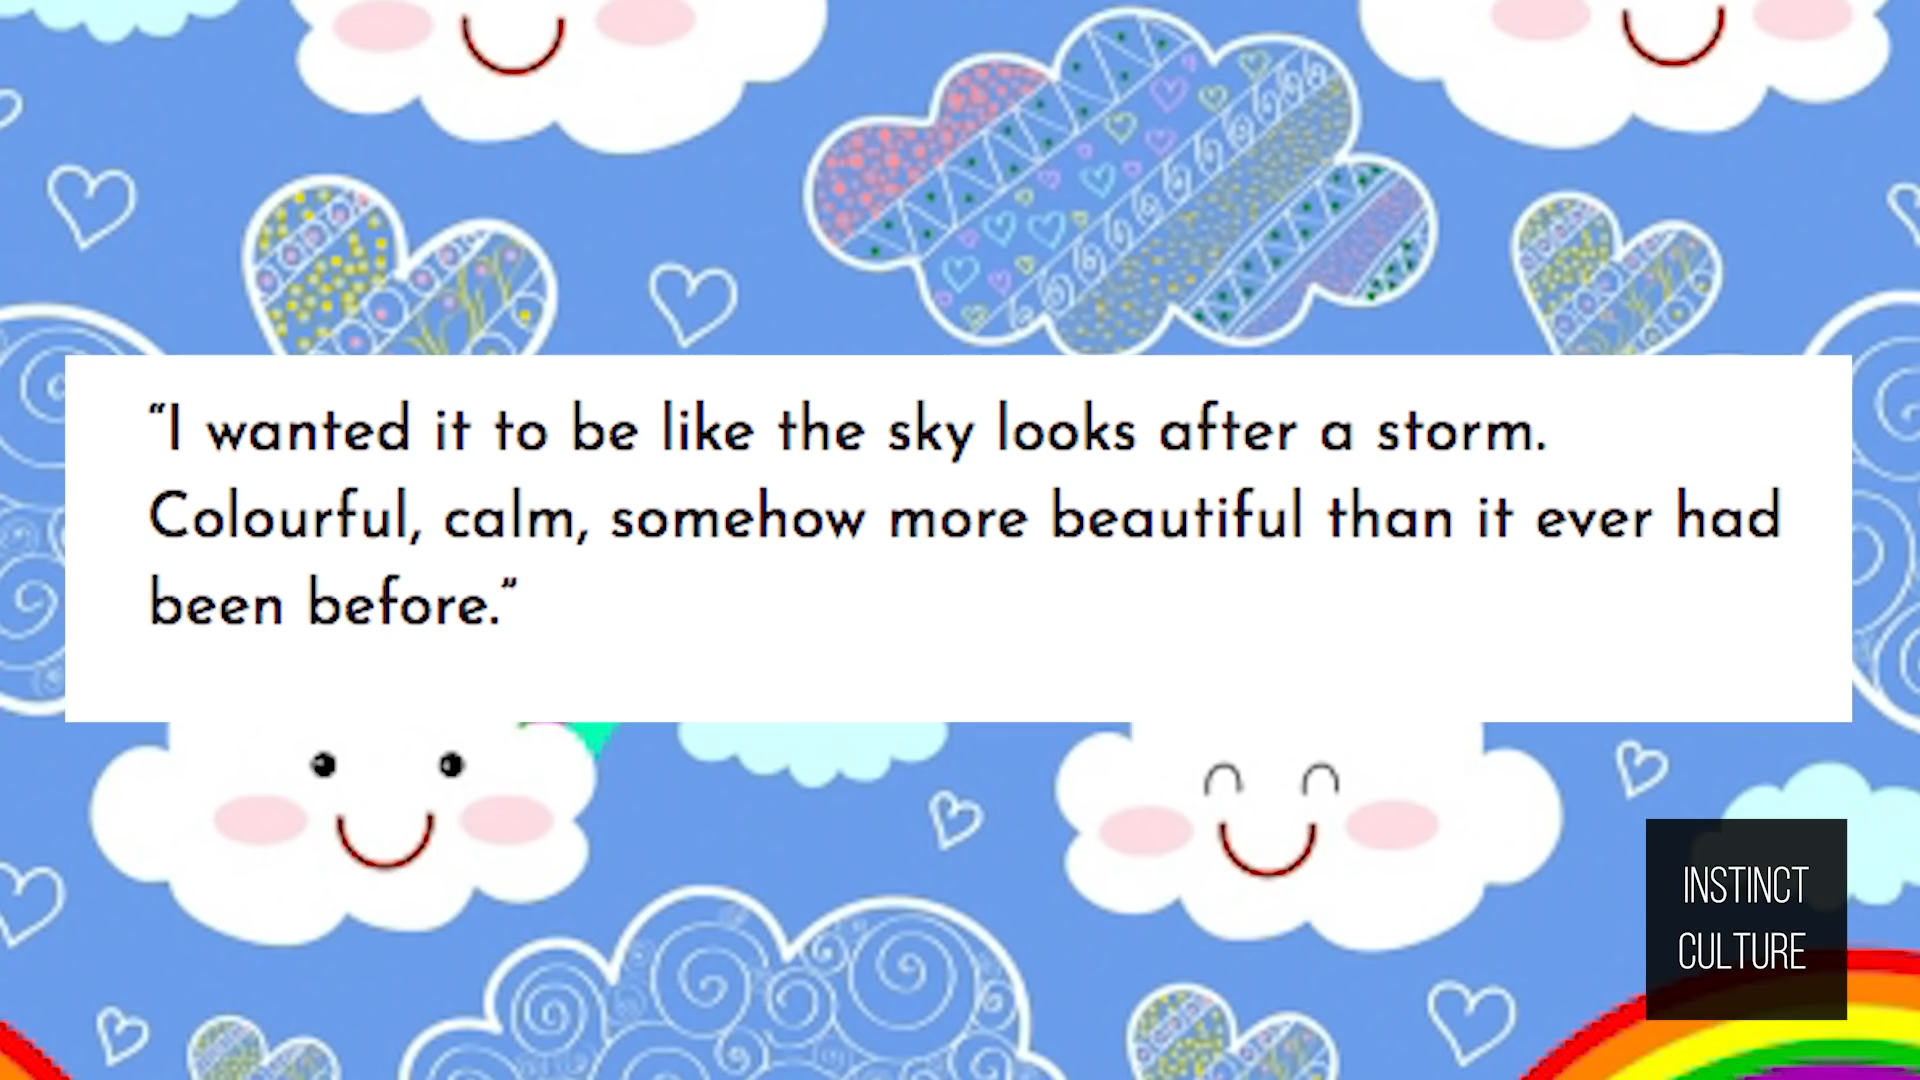 “I wanted it to be like the sky looks after a storm.
Colourful, calm, somehow more beautiful than it ever had
been before.”
INSTINCT
CULTURE